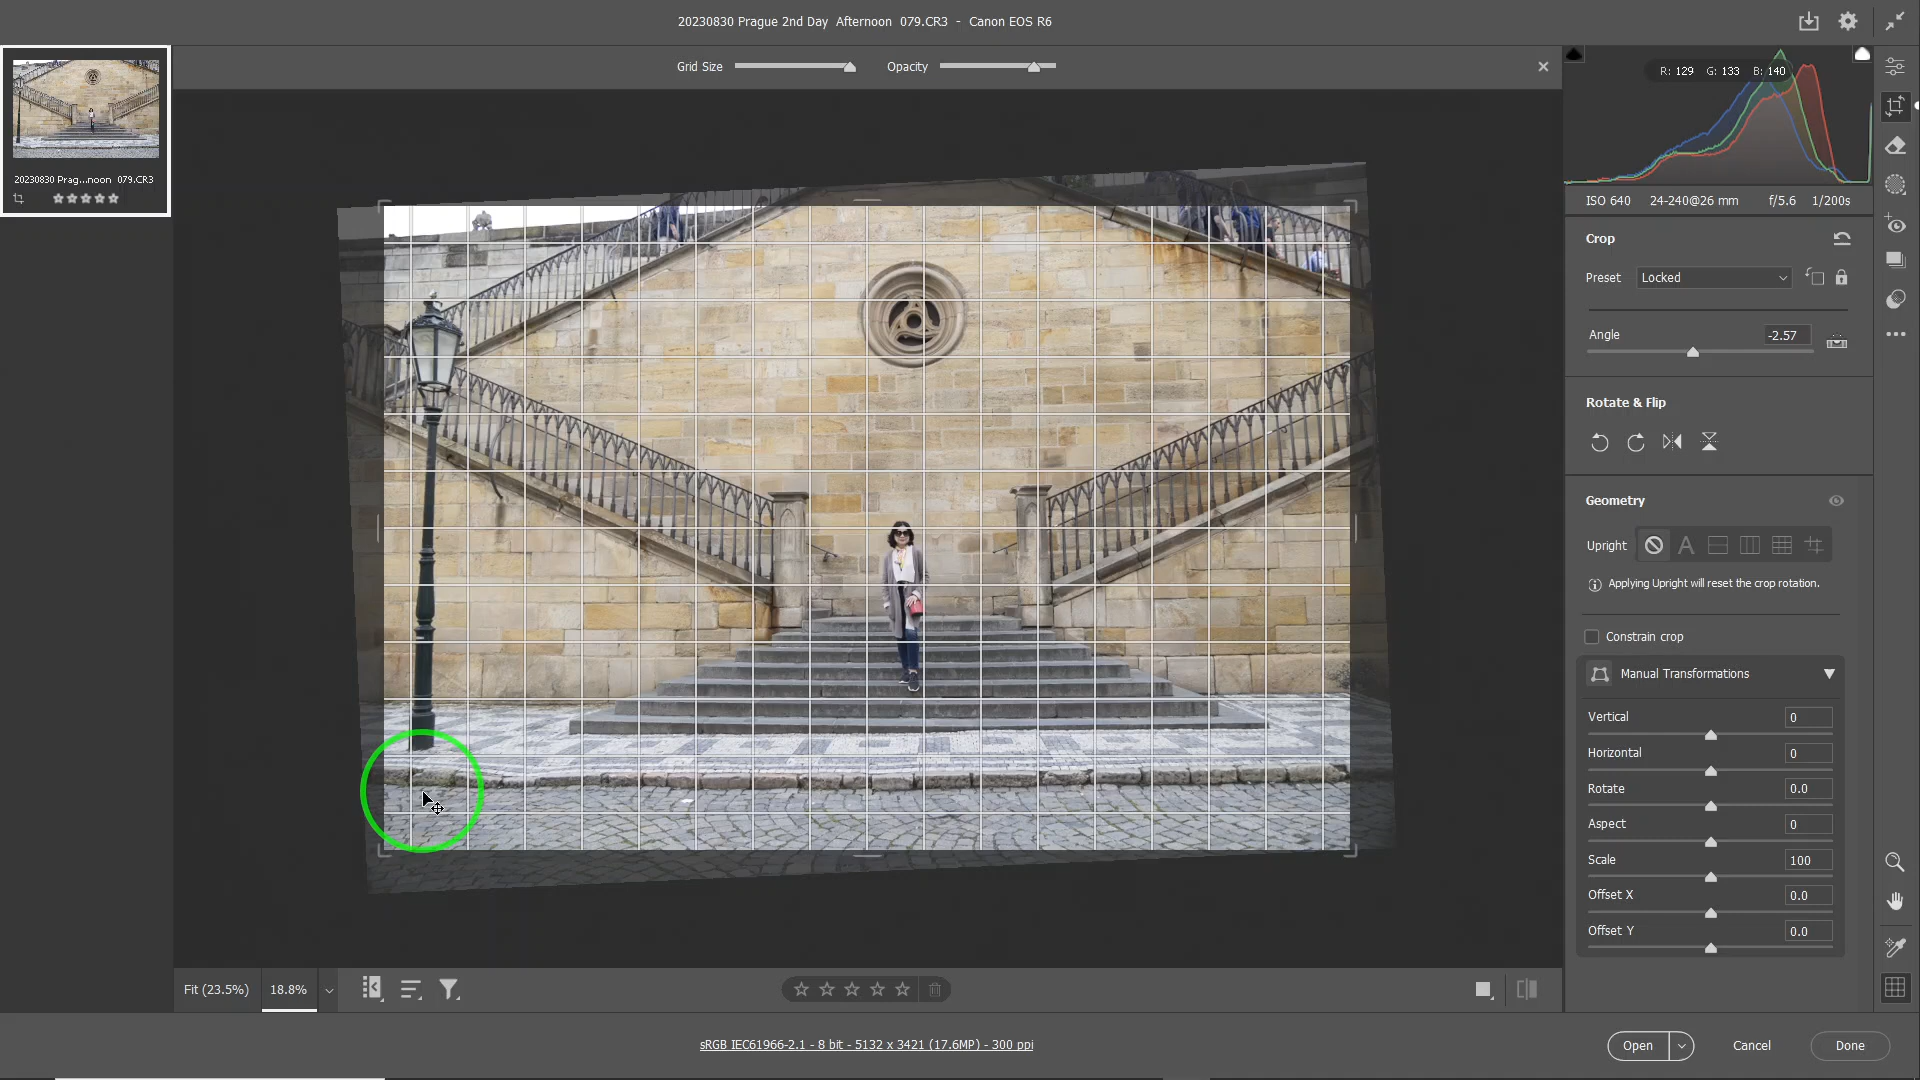 20230830 Prague 2nd Day  Afternoon  079.CR3  -  Canon EOS R6
Grid Size
Opacity
R: 129  G: 133  B: 140
20230830 Prag...noon  079.CR3
ISO 640  24-240@26 mm  f/5.6  1/200s
Crop
Preset  Locked
Angle  -2.57
Rotate & Flip
Geometry
Upright  A
Applying Upright will reset the crop rotation.
Constrain crop
Manual Transformations
Vertical  0
Horizontal  0
Rotate  0.0
Aspect  0
Scale  100
Offset X  0.0
Offset Y  0.0
Fit (23.5%)  18.8%
sRGB IEC61966-2.1 - 8 bit - 5132 x 3421 (17.6MP) - 300 ppi
Open  Cancel  Done